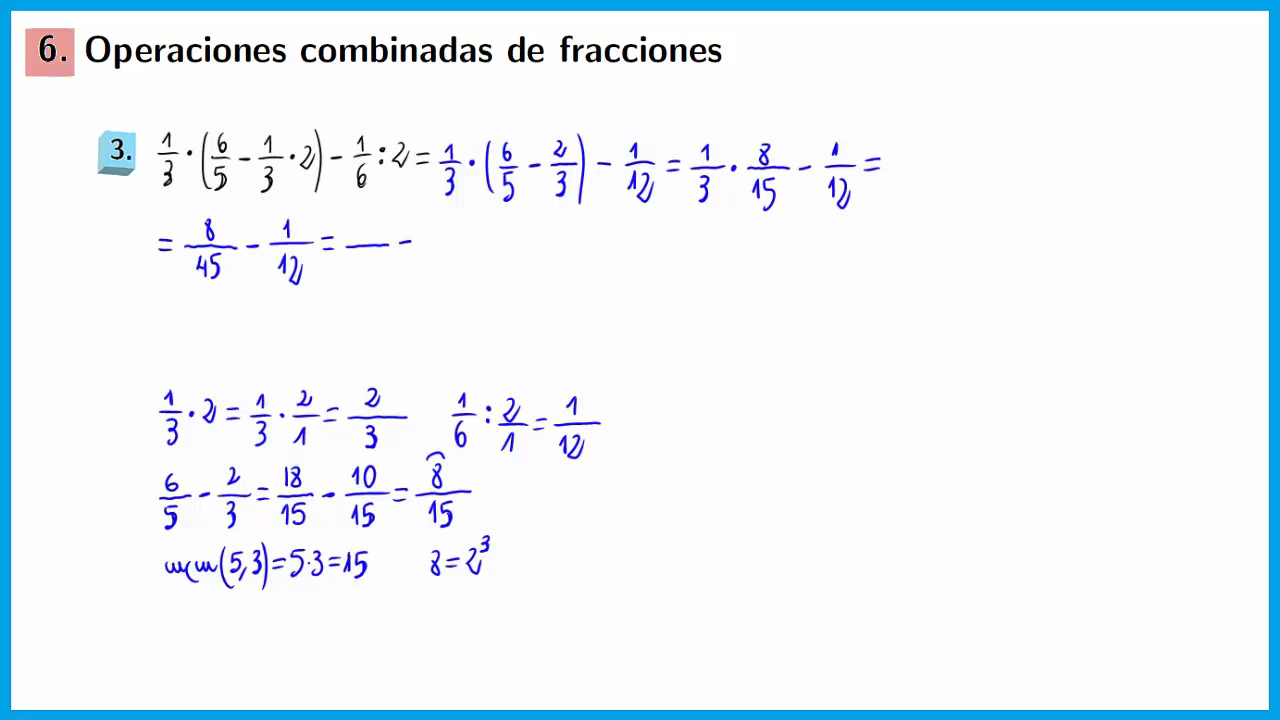 6. Operaciones combinadas de fracciones
3. 1/3 · (6/5 - 1/3 · 2) - 1/6 : 2 = 1/3 · (6/5 - 2/3) - 1/12 = 1/3 · 8/15 - 1/12 =
= 8/45 - 1/12 = — -
1/3 · 2 = 1/3 · 2/1 = 2/3 1/6 : 2/1 = 1/12
6/5 - 2/3 = 18/15 - 10/15 = 8/15
mcm(5,3) = 5·3 = 15 8 = 2³